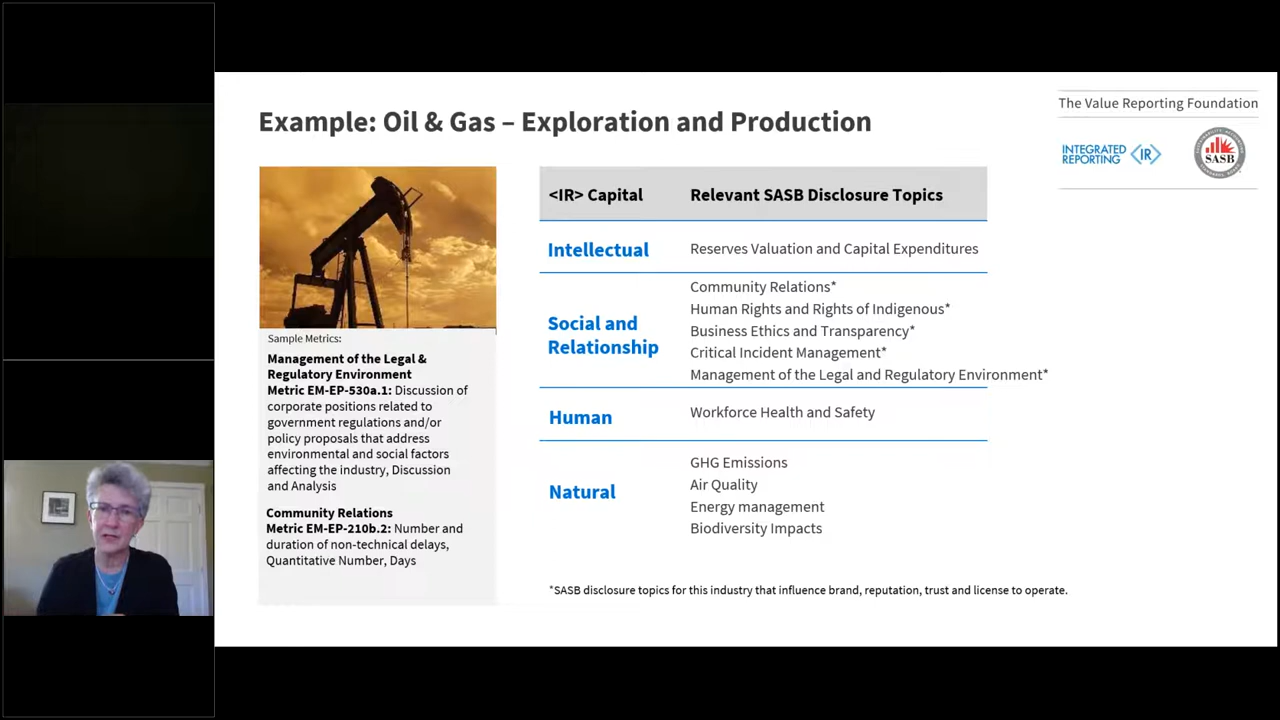 The Value Reporting Foundation
INTEGRATED
REPORTING <IR>
SASB
Example: Oil & Gas – Exploration and Production
Sample Metrics:
Management of the Legal &
Regulatory Environment
Metric EM-EP-530a.1: Discussion of
corporate positions related to
government regulations and/or
policy proposals that address
environmental and social factors
affecting the industry, Discussion
and Analysis
Community Relations
Metric EM-EP-210b.2: Number and
duration of non-technical delays,
Quantitative Number, Days
<IR> Capital Relevant SASB Disclosure Topics
Intellectual Reserves Valuation and Capital Expenditures
Social and
Relationship
Community Relations*
Human Rights and Rights of Indigenous*
Business Ethics and Transparency*
Critical Incident Management*
Management of the Legal and Regulatory Environment*
Human Workforce Health and Safety
Natural
GHG Emissions
Air Quality
Energy management
Biodiversity Impacts
*SASB disclosure topics for this industry that influence brand, reputation, trust and license to operate.